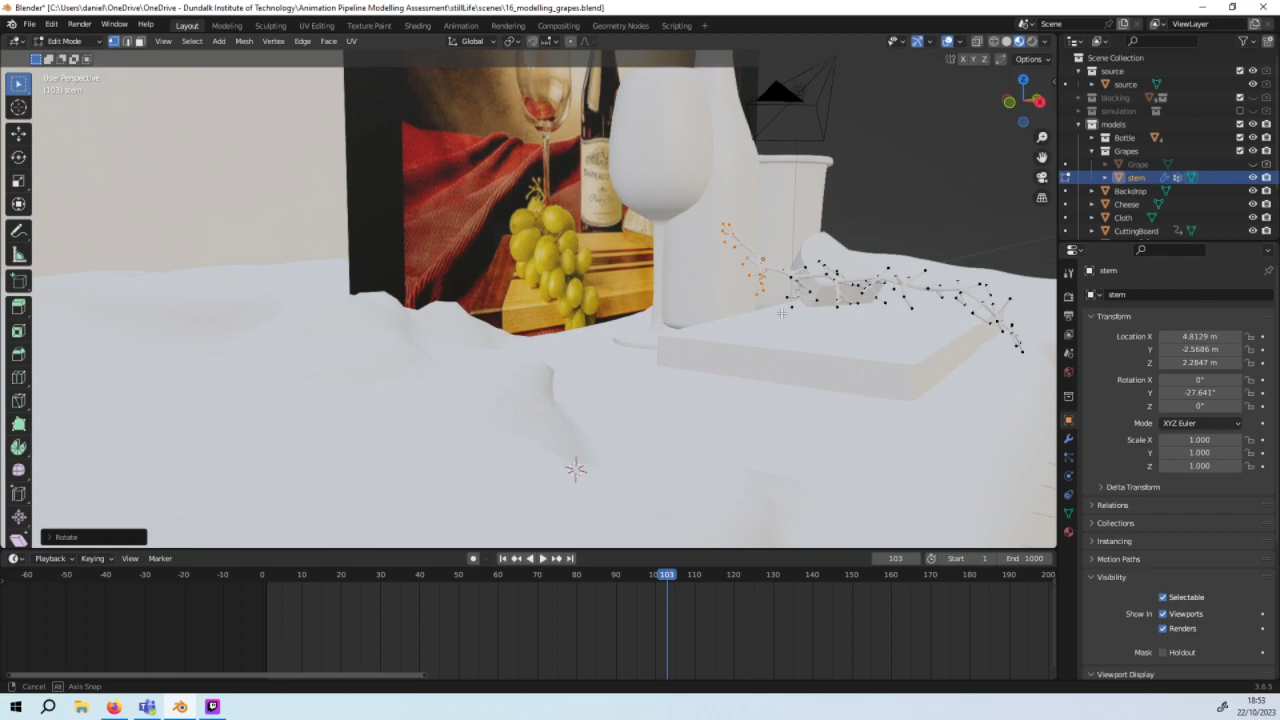 Blender* [C:\Users\daniel\OneDrive\OneDrive - Dundalk Institute of Technology\Animation Pipeline Modelling Assessment\stillLife\scenes\16_modelling_grapes.blend]
File Edit Render Window Help Layout Modeling Sculpting UV Editing Texture Paint Shading Animation Rendering Compositing Geometry Nodes Scripting + Scene ViewLayer
Edit Mode View Select Add Mesh Vertex Edge Face UV Global
X Y Z Options
User Perspective
(103) stem
Scene Collection
source
source
blocking
simulation
models
Bottle
Grapes
Grape
stem
Backdrop
Cheese
Cloth
CuttingBoard
stem
stem
Transform
Location X 4.8129 m
Y -2.5686 m
Z 2.2847 m
Rotation X 0°
Y -27.641°
Z 0°
Mode XYZ Euler
Scale X 1.000
Y 1.000
Z 1.000
Delta Transform
Relations
Collections
Instancing
Motion Paths
Visibility
Selectable
Show In Viewports
Renders
Mask Holdout
Viewport Display
Rotate
Playback Keying View Marker 103 Start 1 End 1000
-60 -50 -40 -30 -20 -10 0 10 20 30 40 50 60 70 80 90 103 110 120 130 140 150 160 170 180 190 200
Cancel Alt Axis Snap 3.6.5
18:53
22/10/2023